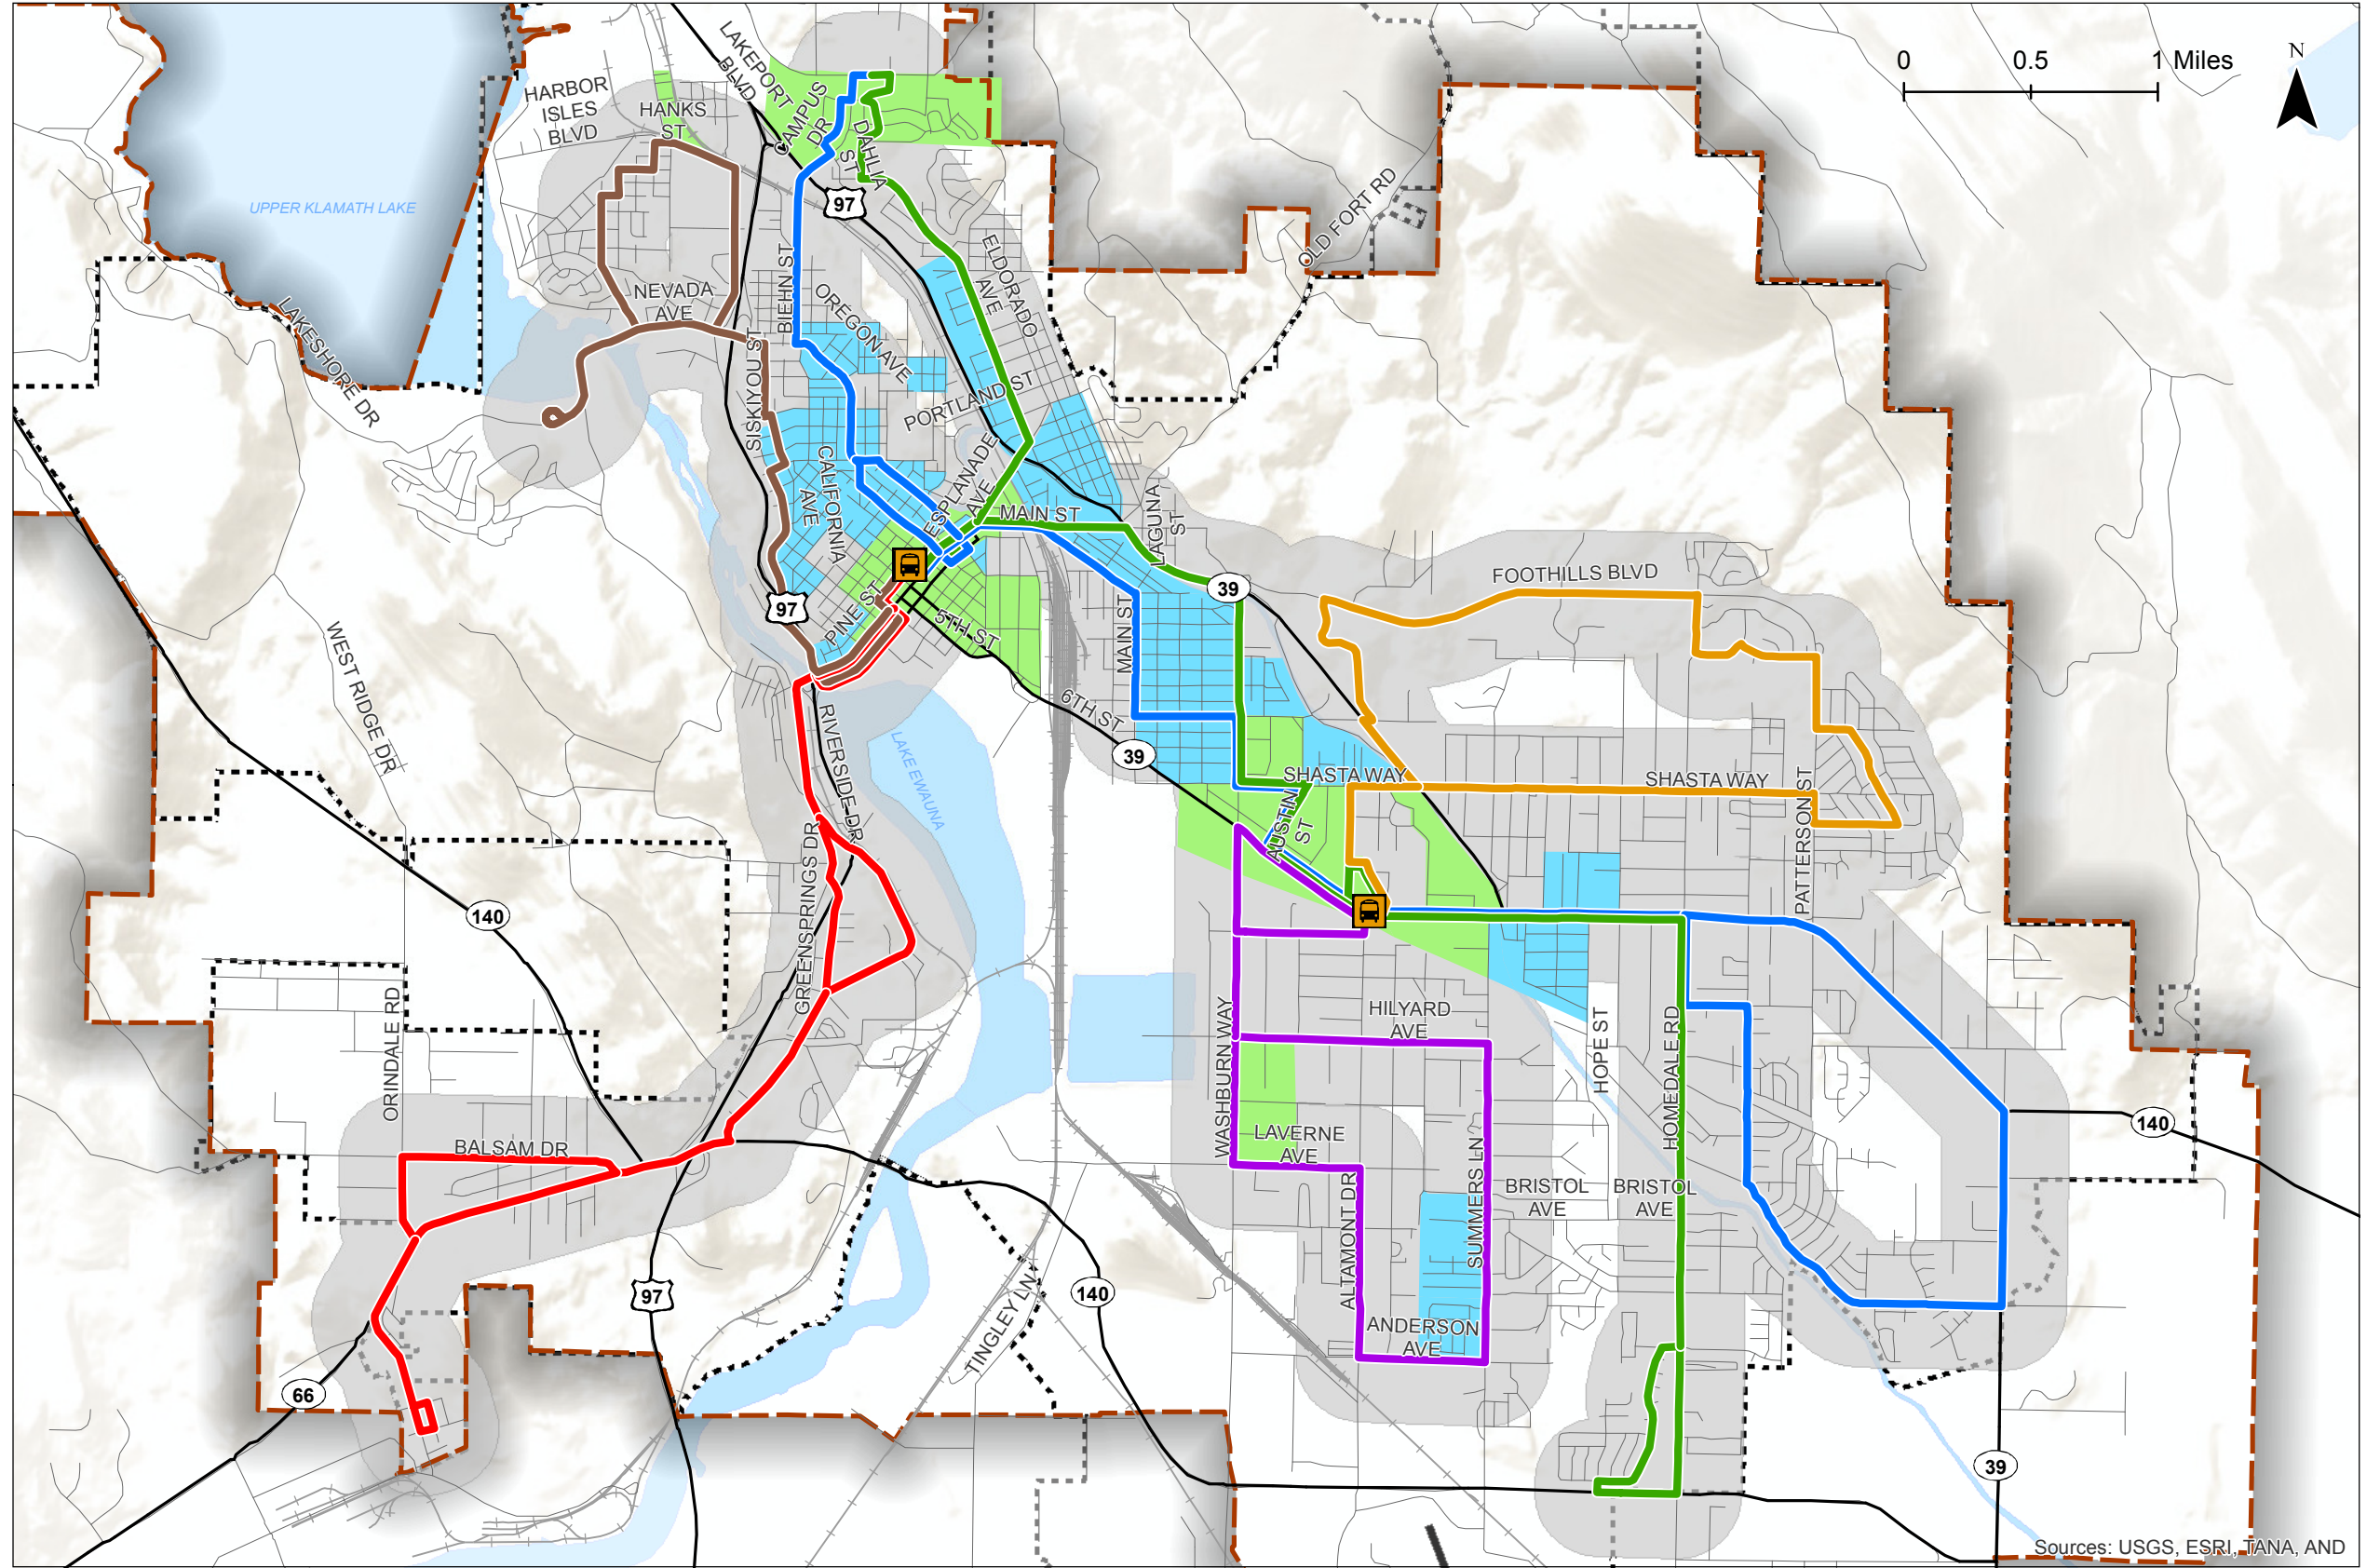 0 0.5 1 Miles
N
LAKEPORT
BLVD
HARBOR
ISLES
BLVD
HANKS
ST
CAMPUS
DR
DAHLIA
ST
97
UPPER KLAMATH LAKE
OLD FORT RD
ELDORADO
AVE
BIEHN ST
NEVADA
AVE
OREGON AVE
LAKESHORE DR
SISKIYOU ST
PORTLAND ST
CALIFORNIA
AVE
ESPLANADE
AVE
MAIN ST
LAGUNA
ST
39
FOOTHILLS BLVD
97
PINE ST
5TH ST
MAIN ST
WEST RIDGE DR
6TH ST
39
RIVERSIDE DR
LAKE EWAUNA
SHASTA WAY
SHASTA WAY
AUSTIN
ST
PATTERSON ST
GREENSPRINGS DR
140
ORINDALE RD
WASHBURN WAY
HILYARD
AVE
HOPE ST
HOMEDALE RD
BALSAM DR
LAVERNE
AVE
140
ALTAMONT DR
SUMMERS LN
BRISTOL
AVE
BRISTOL
AVE
97
140
TINGLEY LN
ANDERSON
AVE
66
39
Sources: USGS, ESRI, TANA, AND